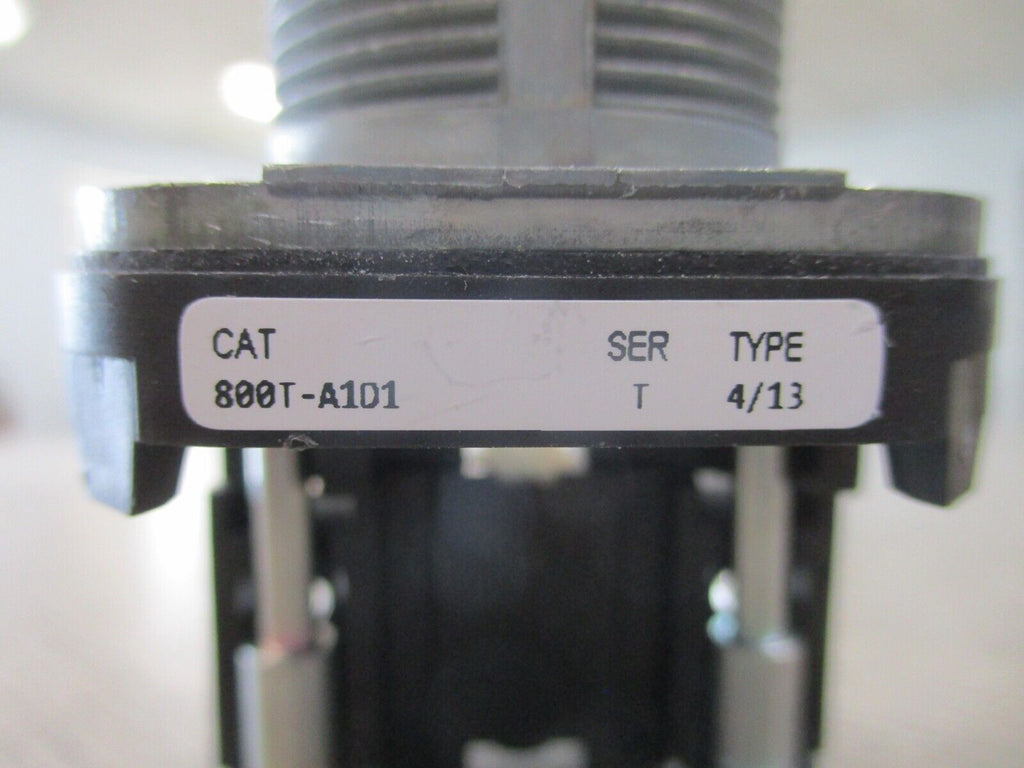 CAT SER TYPE
800T-A1D1 T 4/13